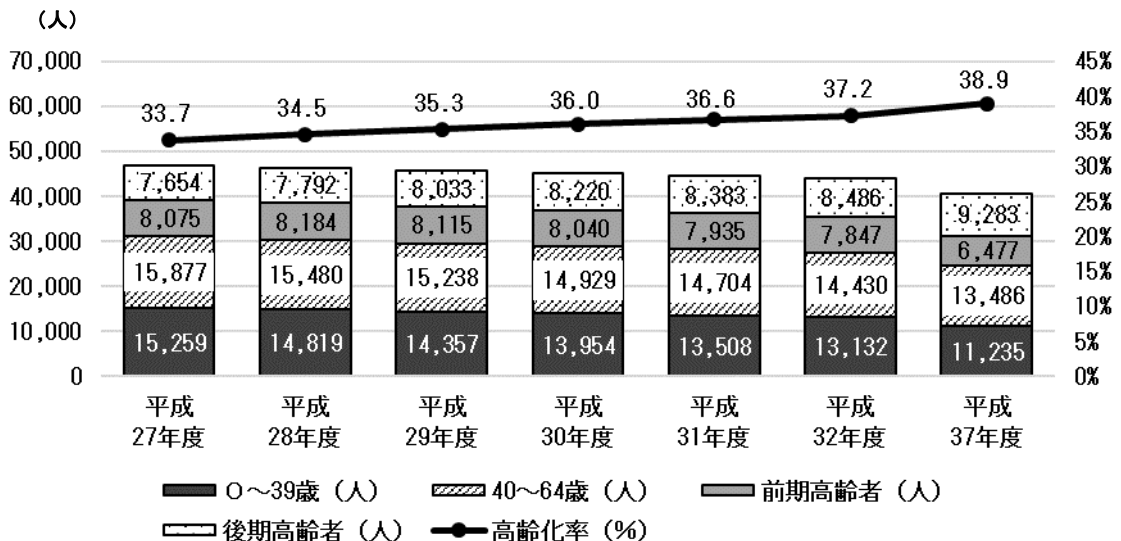 （人）
70,000
60,000
50,000
40,000
30,000
20,000
10,000
0
45%
40%
35%
30%
25%
20%
15%
10%
5%
0%
33.7 34.5 35.3 36.0 36.6 37.2 38.9
7,654 7,792 8,033 8,220 8,383 8,486 9,283
8,075 8,184 8,115 8,040 7,935 7,847 6,477
15,877 15,480 15,238 14,929 14,704 14,430 13,486
15,259 14,819 14,357 13,954 13,508 13,132 11,235
平成 平成 平成 平成 平成 平成 平成
27年度 28年度 29年度 30年度 31年度 32年度 37年度
０～39歳（人） 40～64歳（人） 前期高齢者（人）
後期高齢者（人） 高齢化率（%）